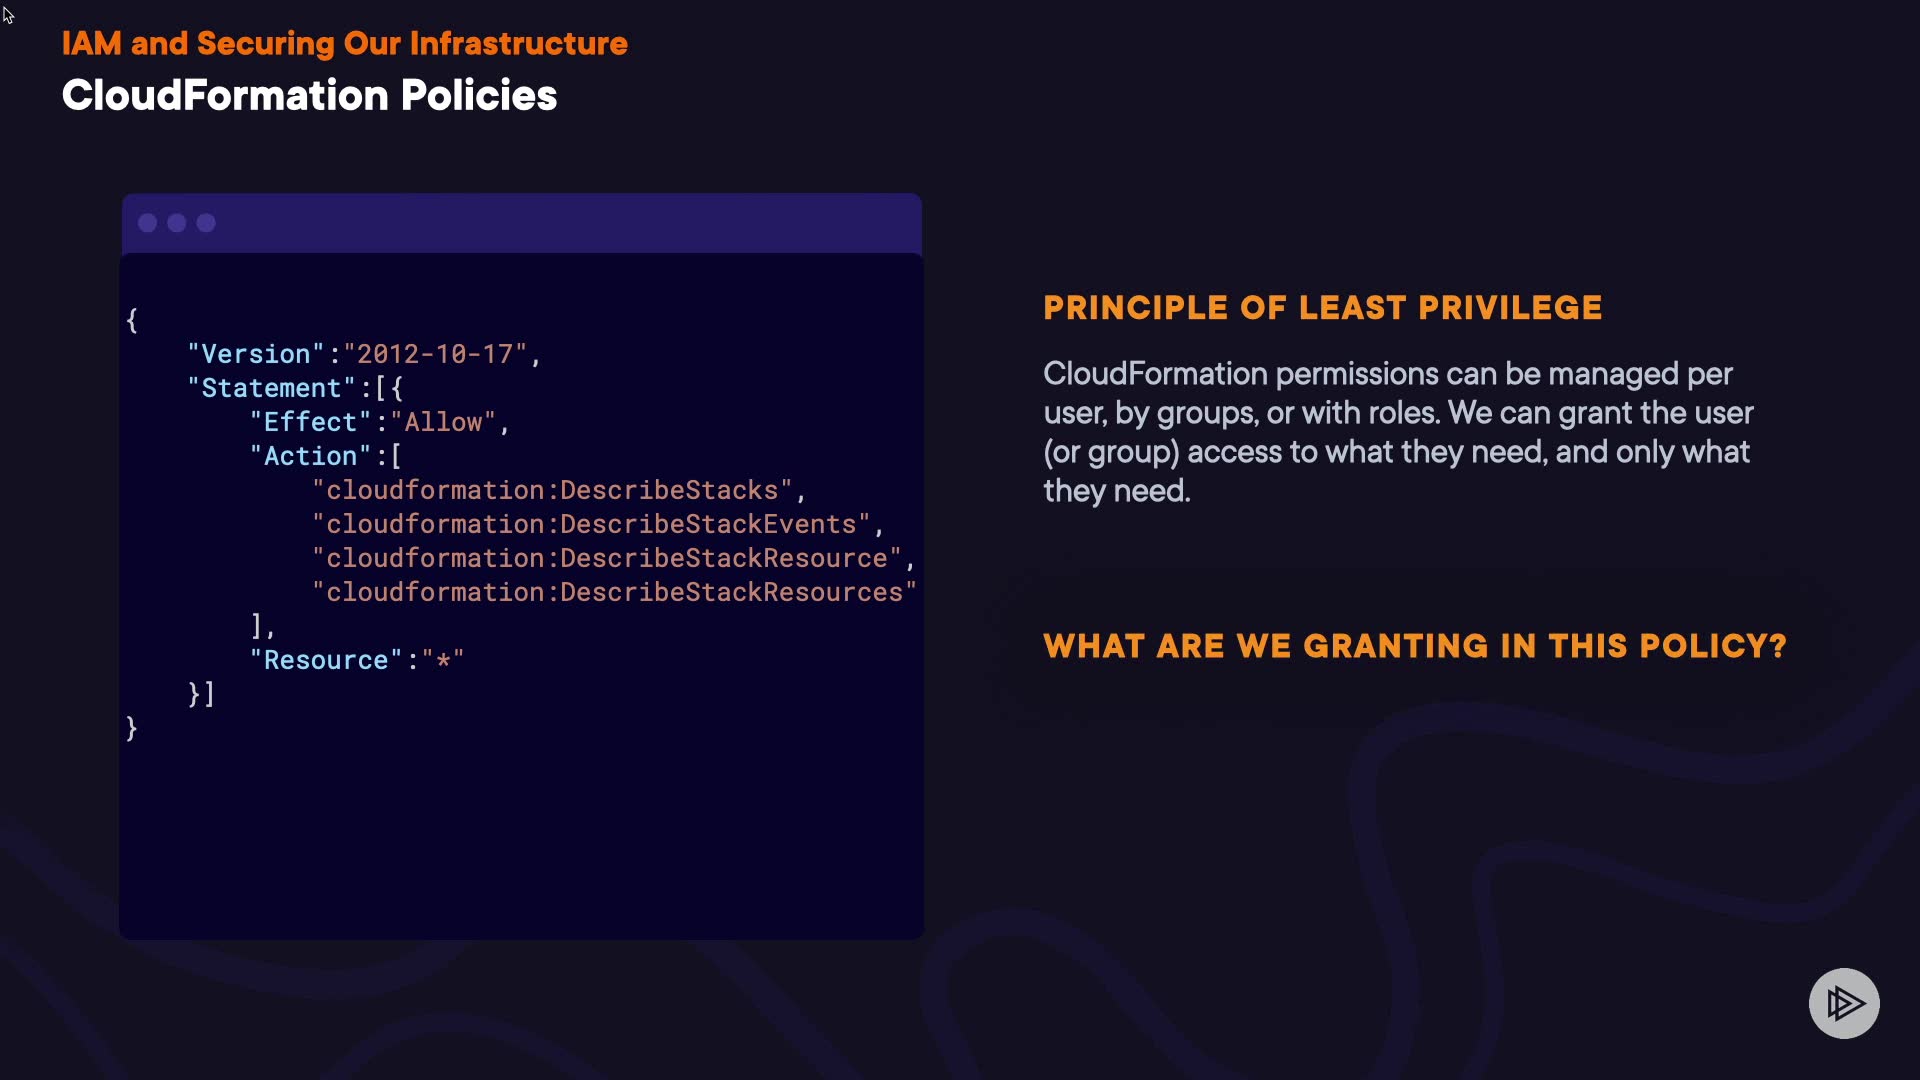 IAM and Securing Our Infrastructure
CloudFormation Policies
{
    "Version":"2012-10-17",
    "Statement":[{
        "Effect":"Allow",
        "Action":[
            "cloudformation:DescribeStacks",
            "cloudformation:DescribeStackEvents",
            "cloudformation:DescribeStackResource",
            "cloudformation:DescribeStackResources"
        ],
        "Resource":"*"
    }]
}
PRINCIPLE OF LEAST PRIVILEGE
CloudFormation permissions can be managed per
user, by groups, or with roles. We can grant the user
(or group) access to what they need, and only what
they need.
WHAT ARE WE GRANTING IN THIS POLICY?